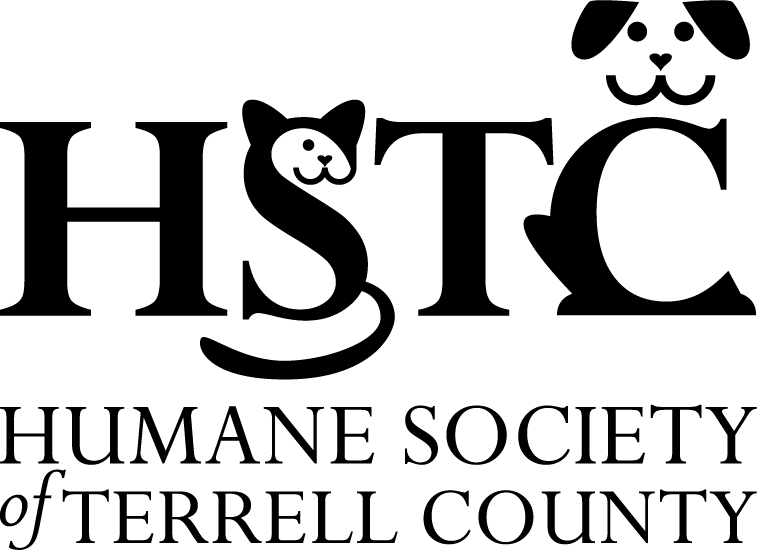 HSTC
HUMANE SOCIETY
of TERRELL COUNTY